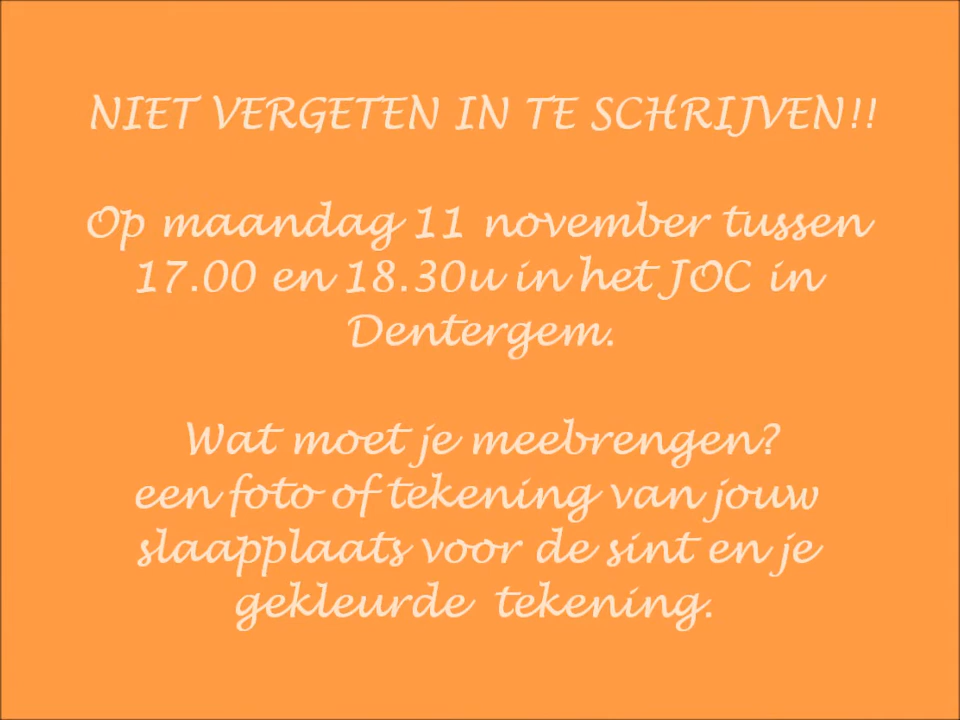 NIET VERGETEN IN TE SCHRIJVEN!!
Op maandag 11 november tussen
17.00 en 18.30u in het JOC in
Dentergem.
Wat moet je meebrengen?
een foto of tekening van jouw
slaapplaats voor de sint en je
gekleurde tekening.